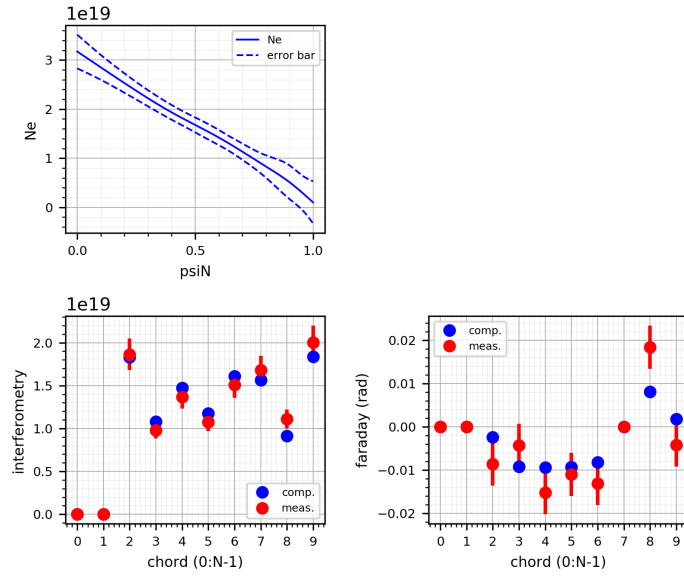 1e19
Ne
error bar
3
2
1
0
Ne
0.0 0.5 1.0
psiN
1e19
2.0
1.5
1.0
0.5
0.0
interferometry
comp.
meas.
0 1 2 3 4 5 6 7 8 9
chord (0:N-1)
comp.
meas.
0.02
0.01
0.00
−0.01
−0.02
faraday (rad)
0 1 2 3 4 5 6 7 8 9
chord (0:N-1)